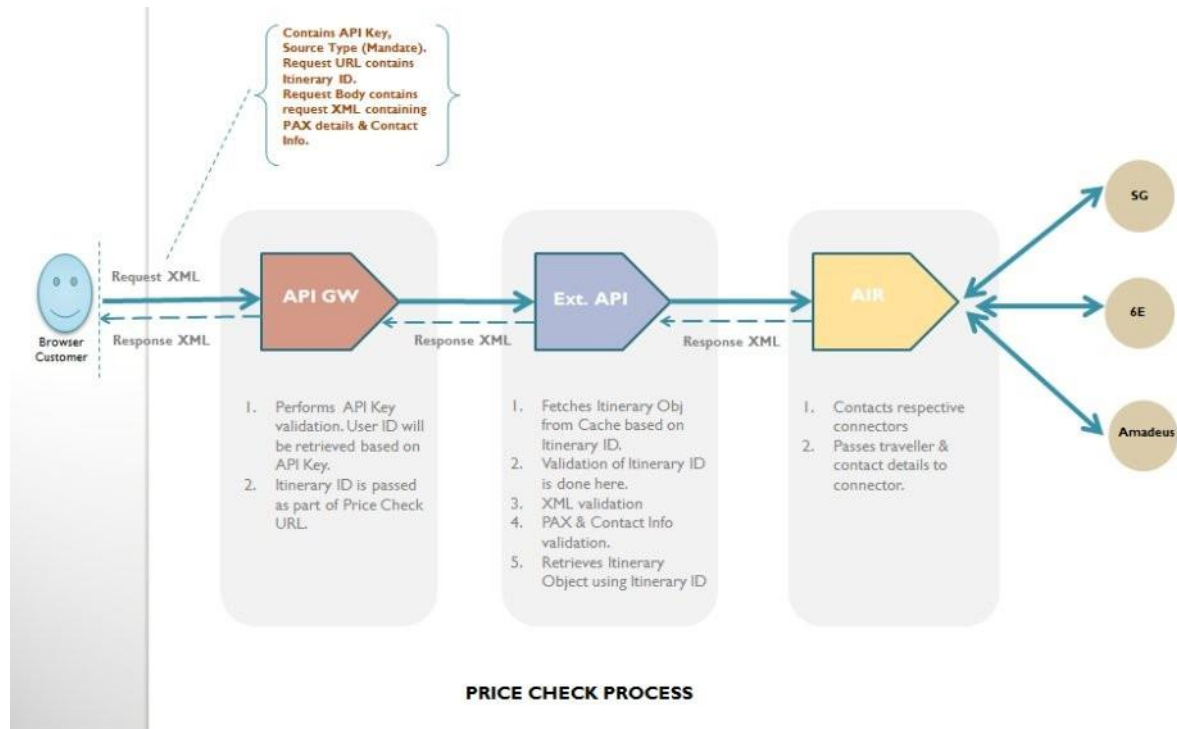 Contains API Key,
Source Type (Mandate).
Request URL contains
Itinerary ID.
Request Body contains
request XML containing
PAX details & Contact
Info.
SG
Request XML
API GW
Ext. API
AIR
6E
Browser
Customer
Response XML
Response XML
Response XML
Amadeus
1. Performs API Key
validation. User ID will
be retrieved based on
API Key.
2. Itinerary ID is passed
as part of Price Check
URL.
1. Fetches Itinerary Obj
from Cache based on
Itinerary ID.
2. Validation of Itinerary ID
is done here.
3. XML validation
4. PAX & Contact Info
validation.
5. Retrieves Itinerary
Object using Itinerary ID
1. Contacts respective
connectors
2. Passes traveller &
contact details to
connector.
PRICE CHECK PROCESS